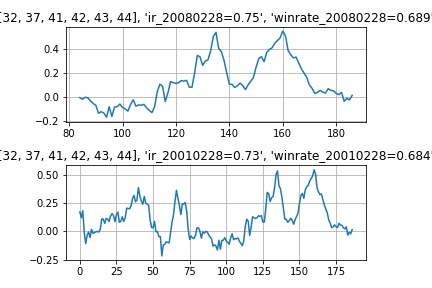 [32, 37, 41, 42, 43, 44], 'ir_20080228=0.75', 'winrate_20080228=0.689'
0.4
0.2
0.0
−0.2
80 100 120 140 160 180
[32, 37, 41, 42, 43, 44], 'ir_20010228=0.73', 'winrate_20010228=0.684'
0.50
0.25
0.00
−0.25
0 25 50 75 100 125 150 175